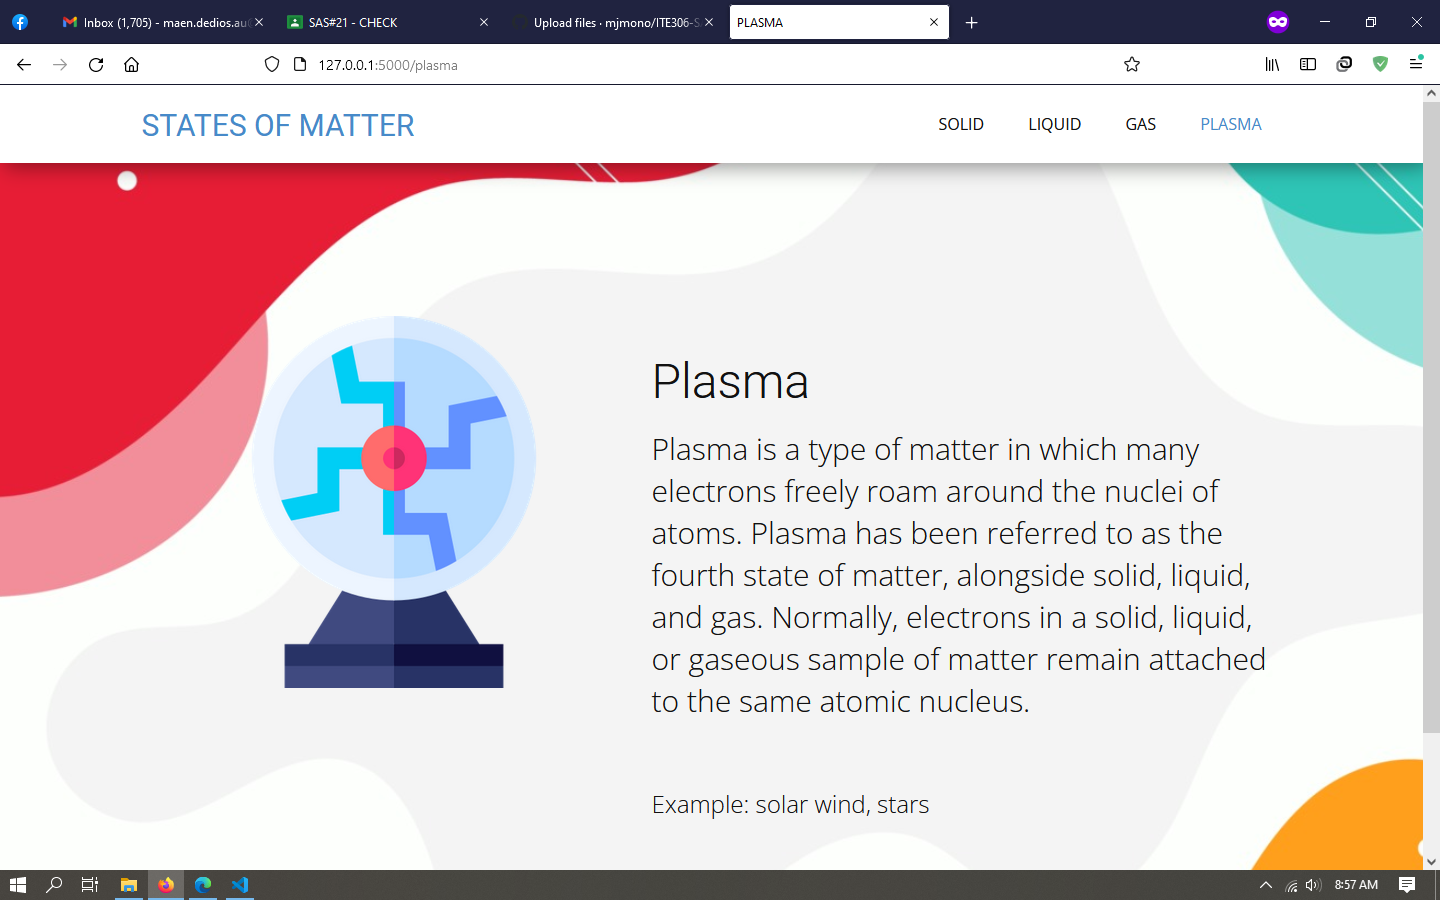 Inbox (1,705) - maen.dedios.au
SAS#21 - CHECK
Upload files · mjmono/ITE306-S
PLASMA
127.0.0.1:5000/plasma
STATES OF MATTER
SOLID
LIQUID
GAS
PLASMA
Plasma
Plasma is a type of matter in which many
electrons freely roam around the nuclei of
atoms. Plasma has been referred to as the
fourth state of matter, alongside solid, liquid,
and gas. Normally, electrons in a solid, liquid,
or gaseous sample of matter remain attached
to the same atomic nucleus.
Example: solar wind, stars
8:57 AM